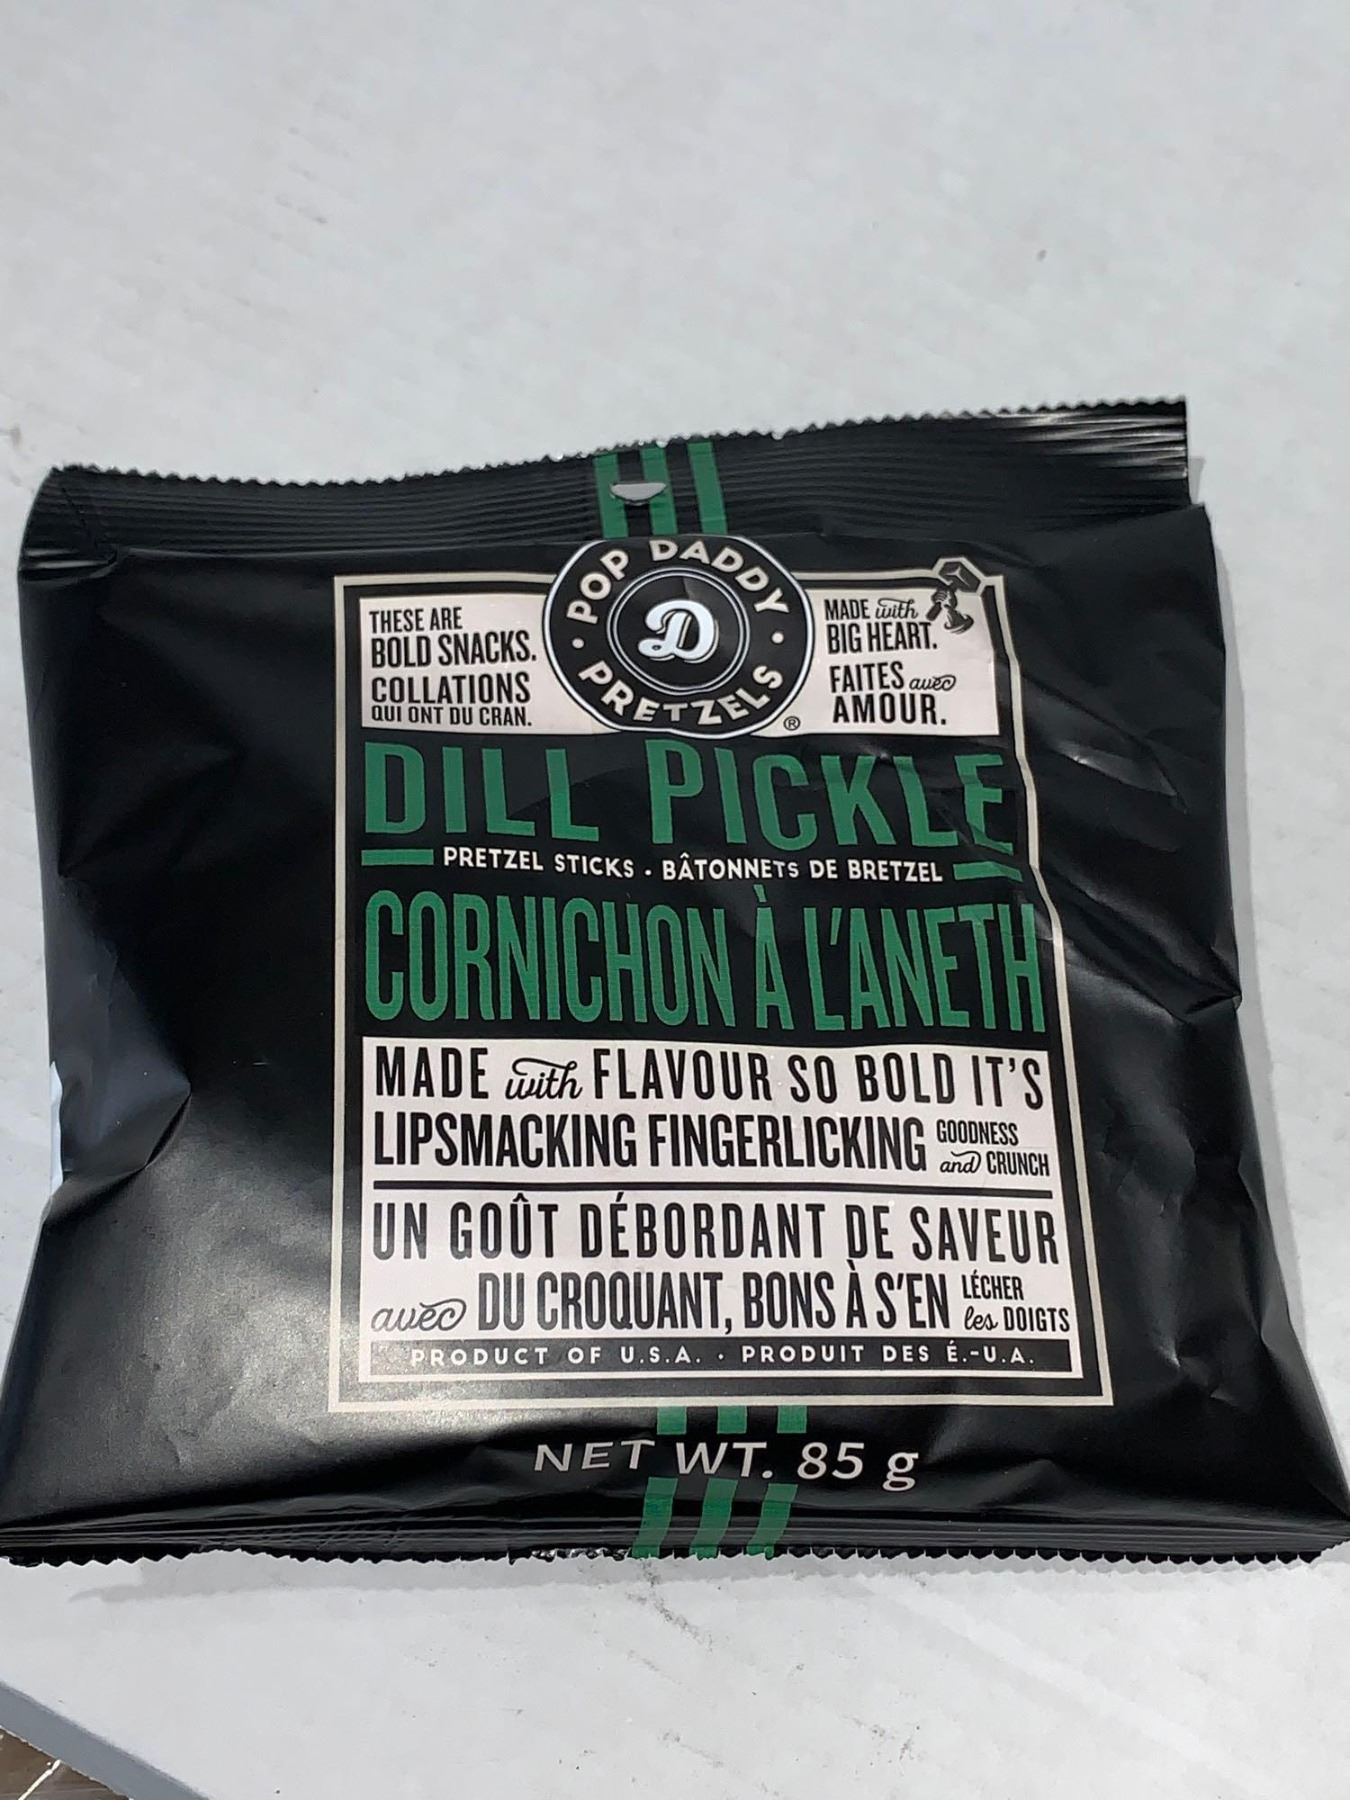 POP DADDY
D
PRETZELS
®
THESE ARE
BOLD SNACKS.
COLLATIONS
QUI ONT DU CRAN.
MADE with
BIG HEART.
FAITES avec
AMOUR.
DILL PICKLE
PRETZEL STICKS • BÂTONNETS DE BRETZEL
CORNICHON À L'ANETH
MADE with FLAVOUR SO BOLD IT'S
LIPSMACKING FINGERLICKING GOODNESS
and CRUNCH
UN GOÛT DÉBORDANT DE SAVEUR
avec DU CROQUANT, BONS À S'EN LÉCHER
les DOIGTS
PRODUCT OF U.S.A. • PRODUIT DES É.-U.A.
NET WT. 85 g